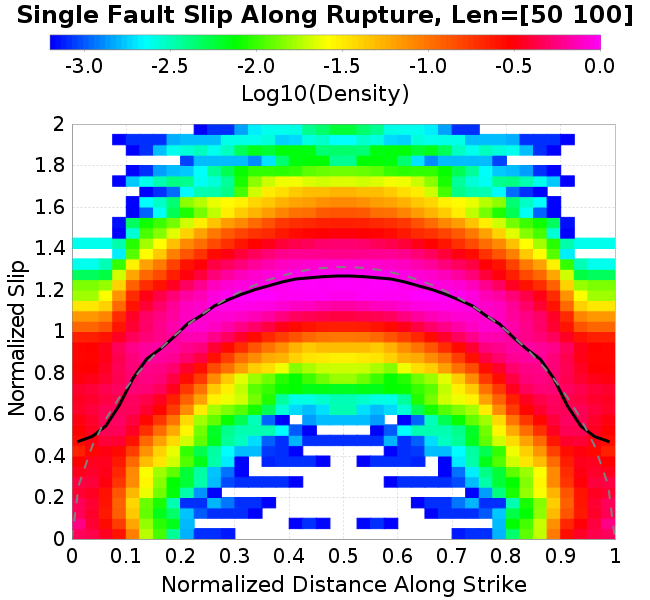 Single Fault Slip Along Rupture, Len=[50 100]
-3.0 -2.5 -2.0 -1.5 -1.0 -0.5 0.0
Log10(Density)
2
1.8
1.6
1.4
1.2
1
0.8
0.6
0.4
0.2
0
Normalized Slip
0 0.1 0.2 0.3 0.4 0.5 0.6 0.7 0.8 0.9 1
Normalized Distance Along Strike